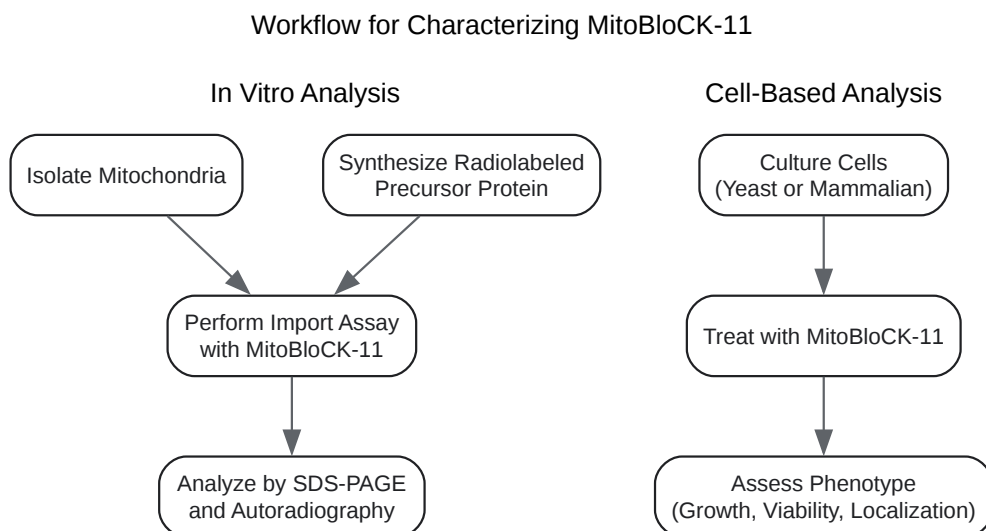 Workflow for Characterizing MitoBloCK-11
In Vitro Analysis
Isolate Mitochondria
Synthesize Radiolabeled
Precursor Protein
Perform Import Assay
with MitoBloCK-11
Analyze by SDS-PAGE
and Autoradiography
Cell-Based Analysis
Culture Cells
(Yeast or Mammalian)
Treat with MitoBloCK-11
Assess Phenotype
(Growth, Viability, Localization)